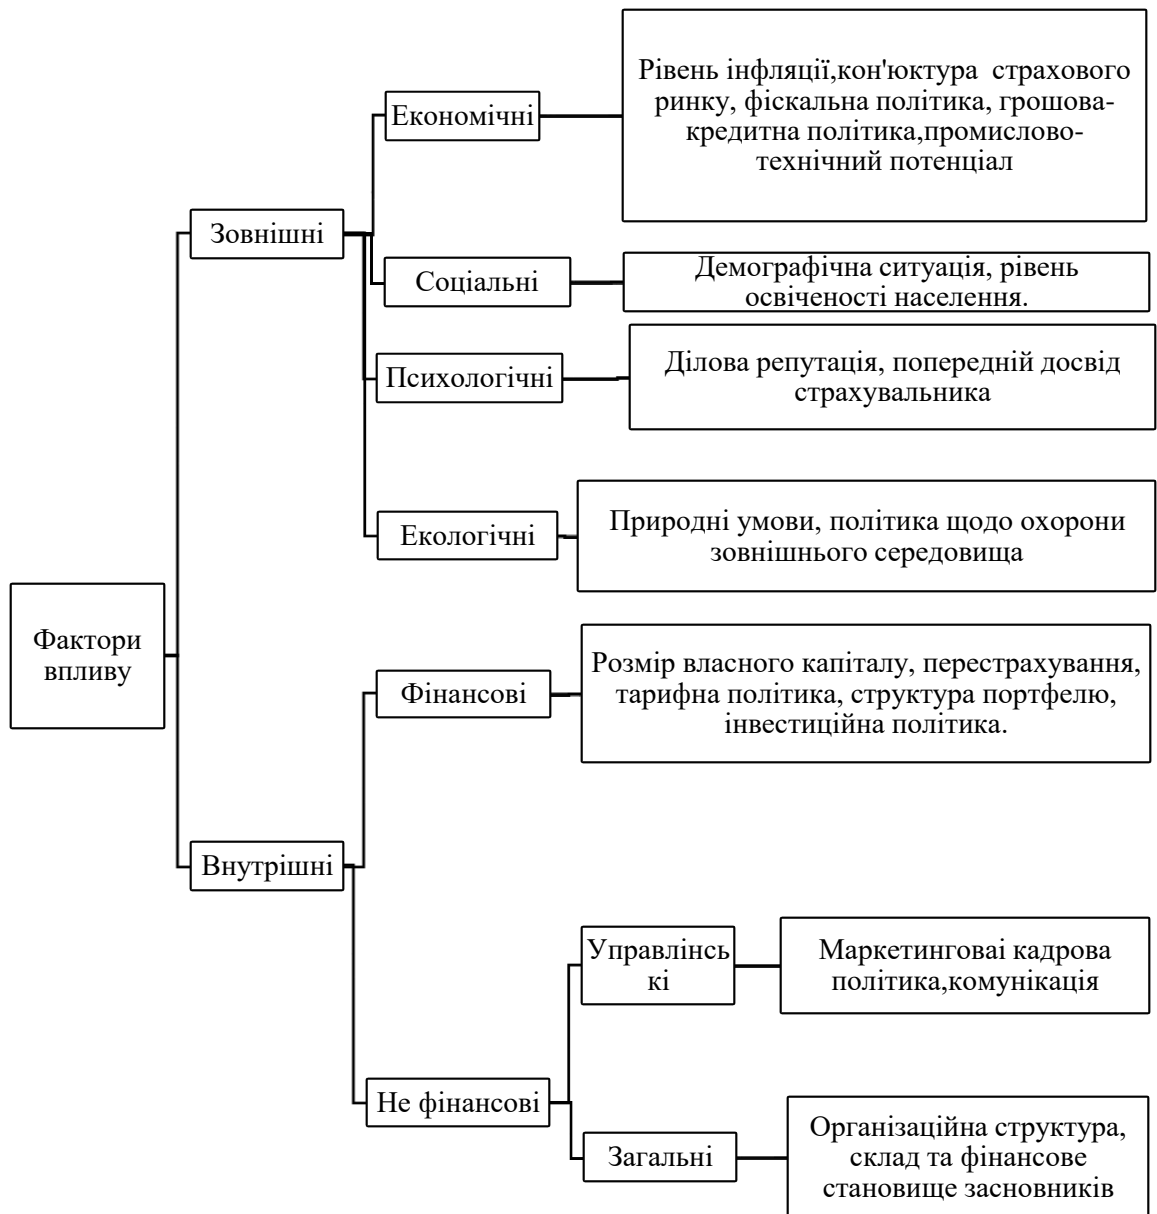 Рівень інфляції,кон'юктура страхового
ринку, фіскальна політика, грошова-
кредитна політика,промислово-
технічний потенціал
Економічні
Зовнішні
Соціальні
Демографічна ситуація, рівень
освіченості населення.
Психологічні
Ділова репутація, попередній досвід
страхувальника
Екологічні
Природні умови, політика щодо охорони
зовнішнього середовища
Фактори
впливу
Фінансові
Розмір власного капіталу, перестрахування,
тарифна політика, структура портфелю,
інвестиційна політика.
Внутрішні
Управлінсь
кі
Маркетинговаі кадрова
політика,комунікація
Не фінансові
Загальні
Організаційна структура,
склад та фінансове
становище засновників